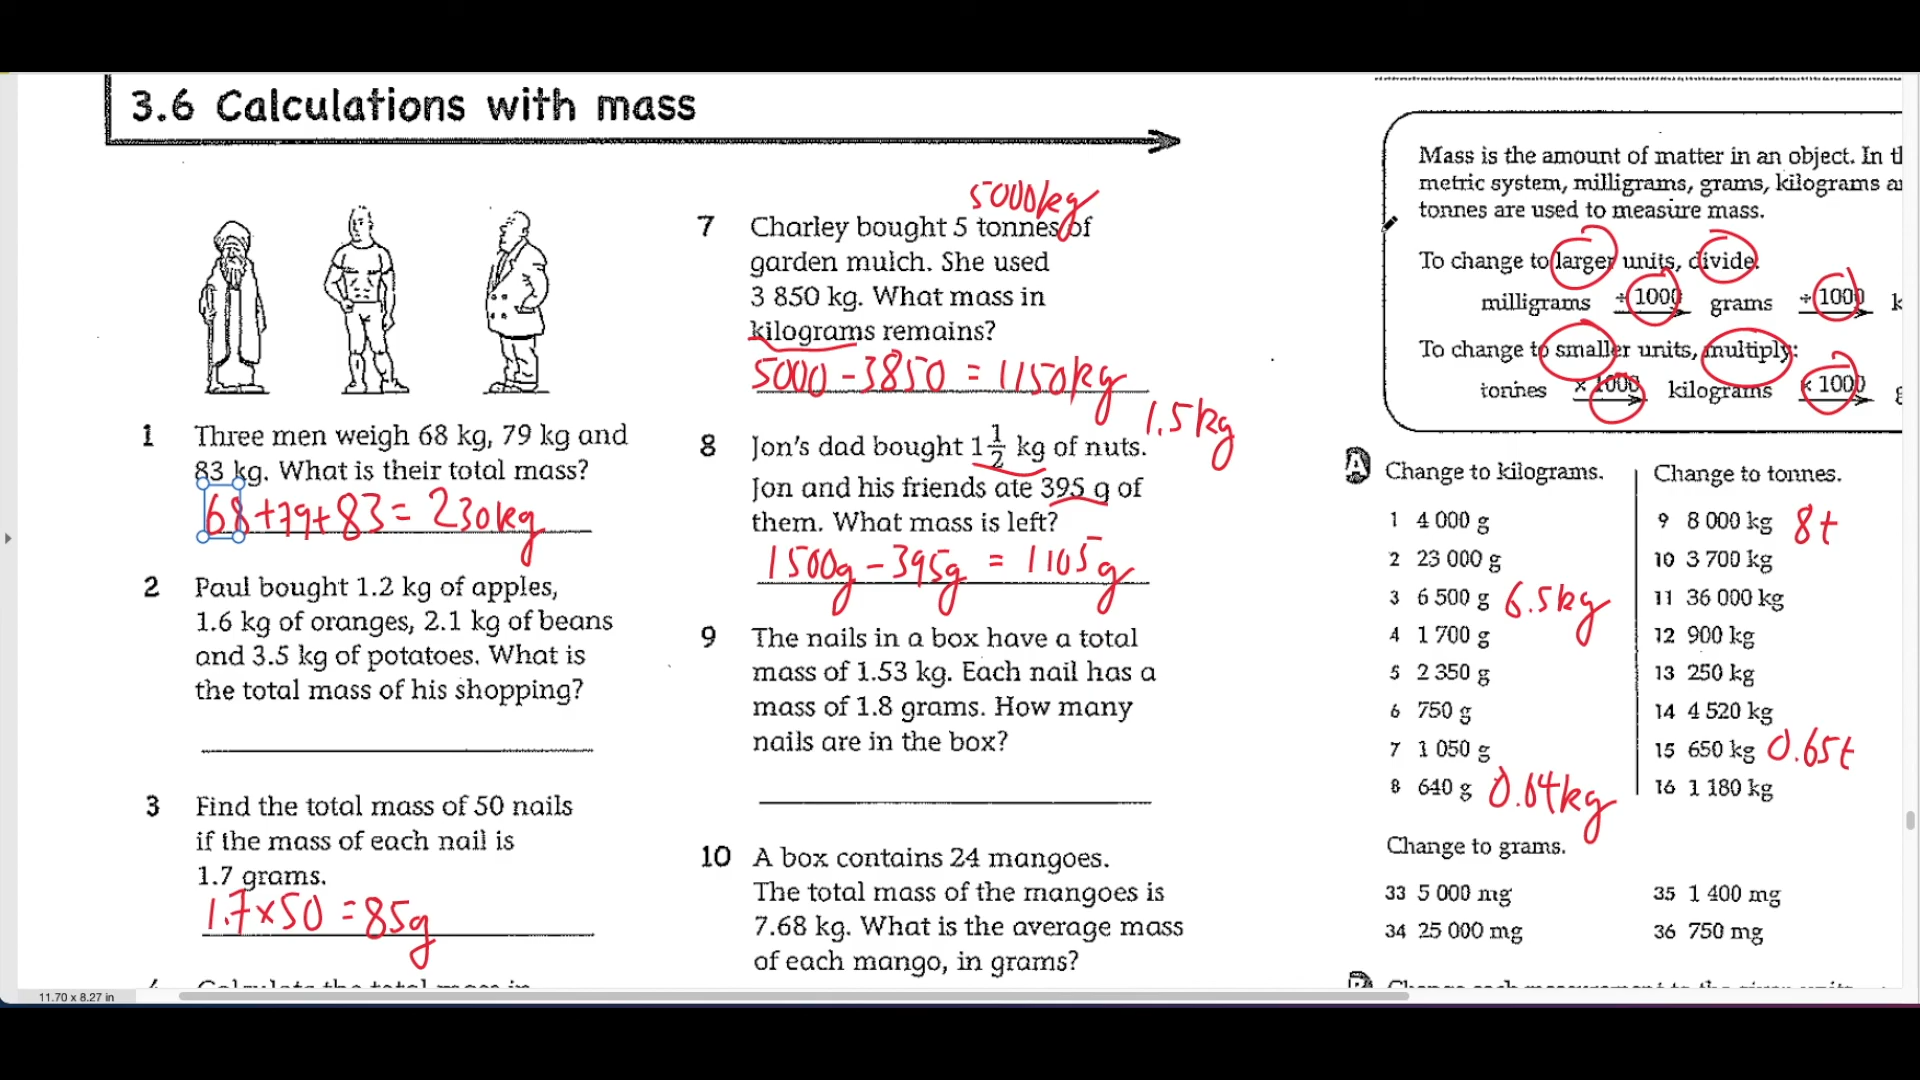 3.6 Calculations with mass
1 Three men weigh 68 kg, 79 kg and
83 kg. What is their total mass?
68+79+83=230kg
2 Paul bought 1.2 kg of apples,
1.6 kg of oranges, 2.1 kg of beans
and 3.5 kg of potatoes. What is
the total mass of his shopping?
3 Find the total mass of 50 nails
if the mass of each nail is
1.7 grams.
1.7×50=85g
5000kg
7 Charley bought 5 tonnes of
garden mulch. She used
3 850 kg. What mass in
kilograms remains?
5000-3850=1150kg
1.5kg
8 Jon's dad bought 1 1/2 kg of nuts.
Jon and his friends ate 395 g of
them. What mass is left?
1500g-395g=1105g
9 The nails in a box have a total
mass of 1.53 kg. Each nail has a
mass of 1.8 grams. How many
nails are in the box?
10 A box contains 24 mangoes.
The total mass of the mangoes is
7.68 kg. What is the average mass
of each mango, in grams?
Mass is the amount of matter in an object. In
metric system, milligrams, grams, kilograms
tonnes are used to measure mass.
To change to larger units, divide:
milligrams ÷ 1000 grams ÷ 1000
To change to smaller units, multiply:
tonnes × 1000 kilograms × 1000
A Change to kilograms.
1 4 000 g
2 23 000 g
3 6 500 g 6.5kg
4 1 700 g
5 2 350 g
6 750 g
7 1 050 g
8 640 g 0.64kg
Change to tonnes.
9 8 000 kg 8t
10 3 700 kg
11 36 000 kg
12 900 kg
13 250 kg
14 4 520 kg
15 650 kg 0.65t
16 1 180 kg
Change to grams.
33 5 000 mg
34 25 000 mg
35 1 400 mg
36 750 mg
11.70 x 8.27 in